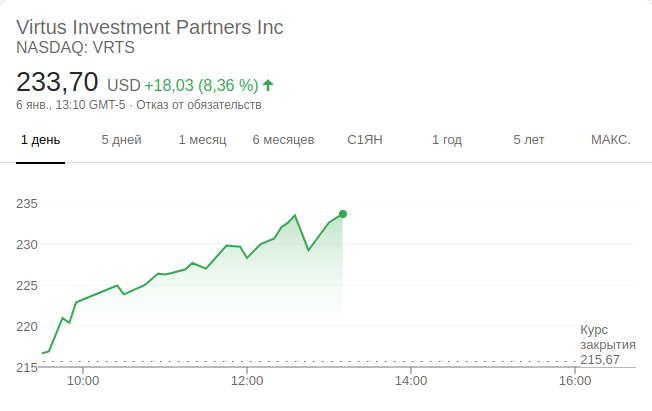 Virtus Investment Partners Inc
NASDAQ: VRTS
233,70 USD +18,03 (8,36 %)
6 янв., 13:10 GMT-5 · Отказ от обязательств
1 день 5 дней 1 месяц 6 месяцев С1ЯН 1 год 5 лет МАКС.
235
230
225
220
215
Курс
закрытия
215,67
10:00 12:00 14:00 16:00